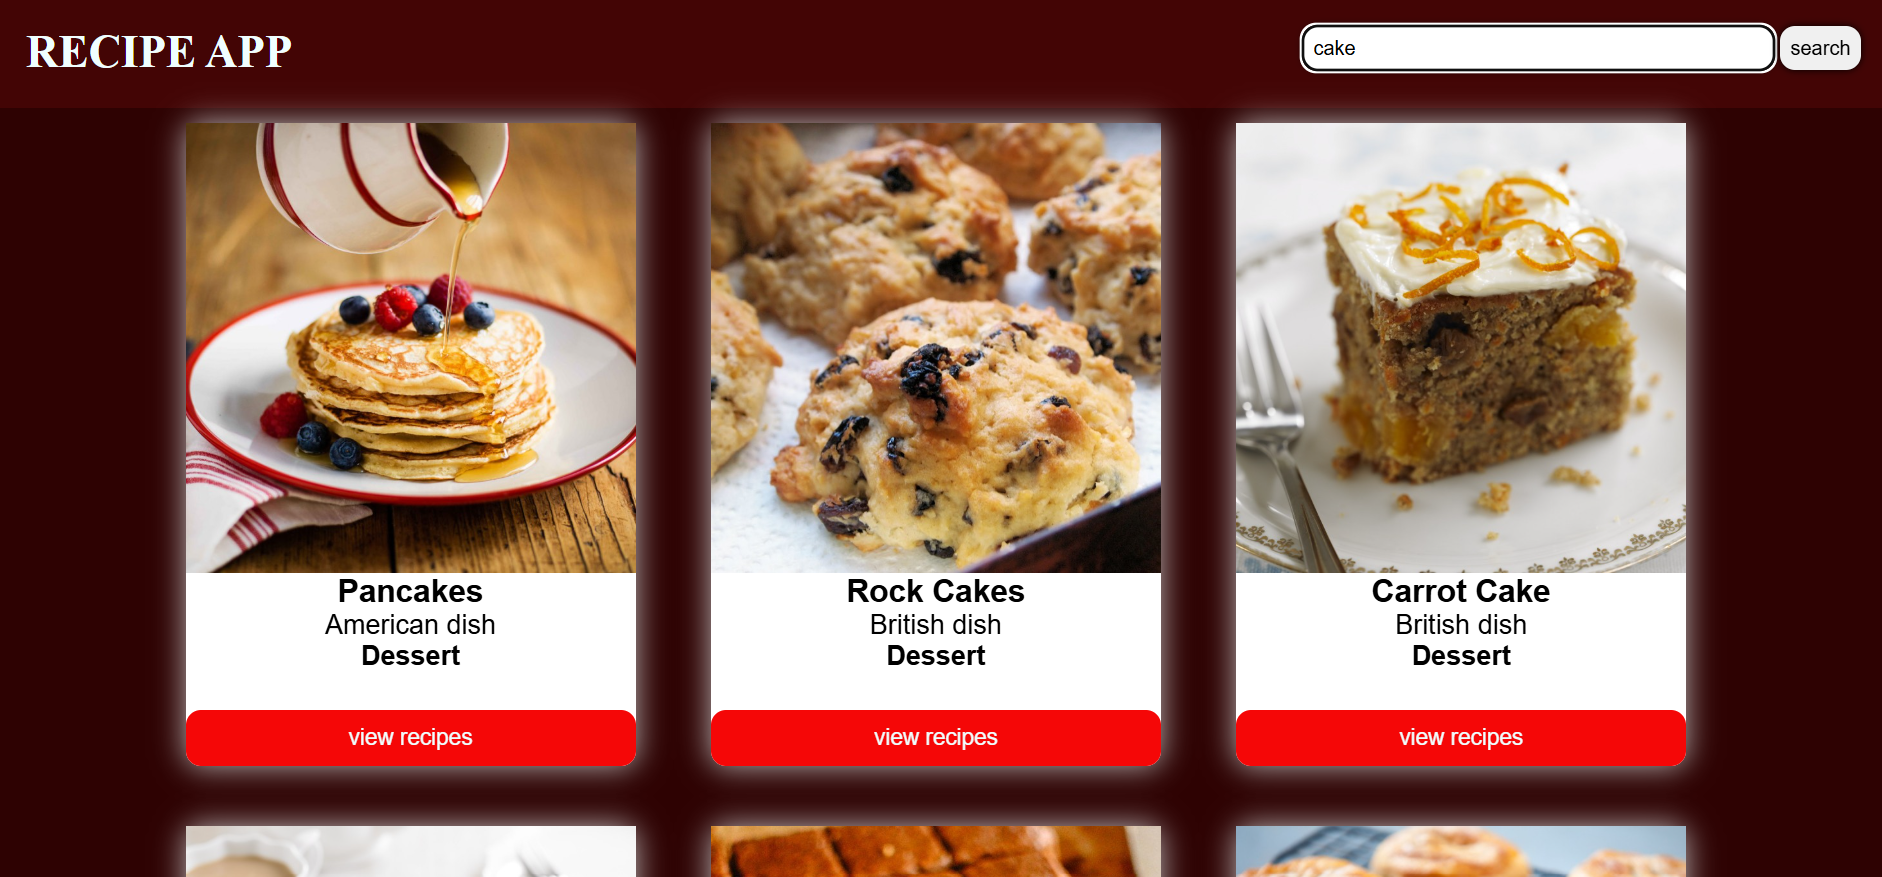 RECIPE APP
cake
search
Pancakes
American dish
Dessert
view recipes
Rock Cakes
British dish
Dessert
view recipes
Carrot Cake
British dish
Dessert
view recipes